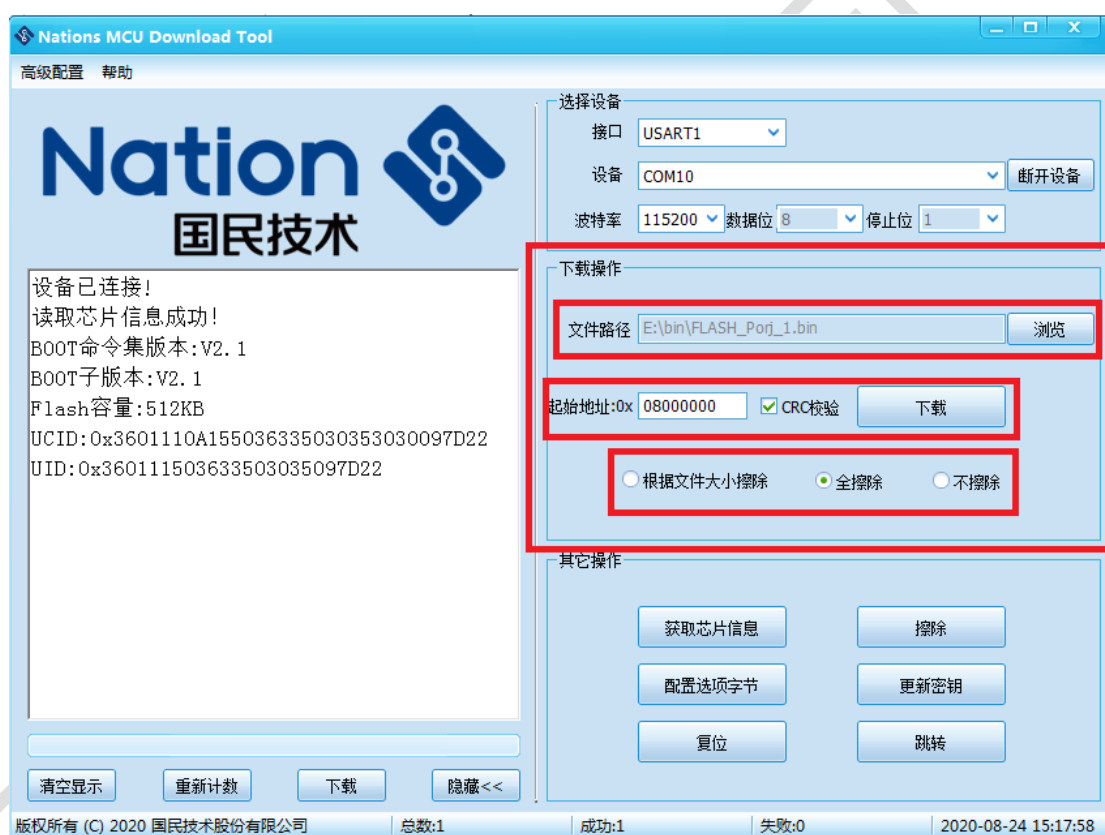 Nations MCU Download Tool
高级配置 帮助
Nation
国民技术
设备已连接!
读取芯片信息成功!
BOOT命令集版本:V2.1
BOOT子版本:V2.1
Flash容量:512KB
UCID:0x3601110A155036335030353030097D22
UID:0x360111503633503035097D22
清空显示 重新计数 下载 隐藏<<
选择设备
接口 USART1
设备 COM10 断开设备
波特率 115200 数据位 8 停止位 1
下载操作
文件路径 E:\bin\FLASH_Porj_1.bin 浏览
起始地址:0x 08000000 CRC校验 下载
根据文件大小擦除 全擦除 不擦除
其它操作
获取芯片信息 擦除
配置选项字节 更新密钥
复位 跳转
版权所有 (C) 2020 国民技术股份有限公司 总数:1 成功:1 失败:0 2020-08-24 15:17:58